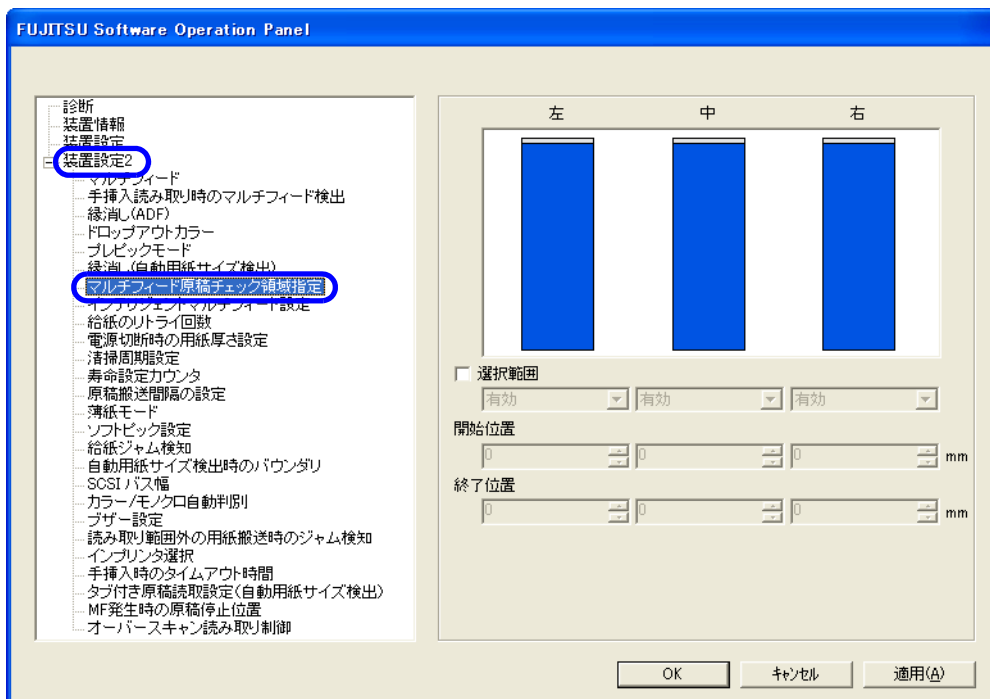 FUJITSU Software Operation Panel
診断
装置情報
装置設定
装置設定2
マルチフィード
手挿入読み取り時のマルチフィード検出
縁消し(ADF)
ドロップアウトカラー
プレピックモード
縁消し(自動用紙サイズ検出)
マルチフィード原稿チェック領域指定
インテリジェントマルチフィード設定
給紙のリトライ回数
電源切断時の用紙厚さ設定
清掃周期設定
寿命設定カウンタ
原稿搬送間隔の設定
薄紙モード
ソフトピック設定
給紙ジャム検知
自動用紙サイズ検出時のバウンダリ
SCSI バス幅
カラー/モノクロ自動判別
ブザー設定
読み取り範囲外の用紙搬送時のジャム検知
インプリンタ選択
手挿入時のタイムアウト時間
タブ付き原稿読取設定(自動用紙サイズ検出)
MF発生時の原稿停止位置
オーバースキャン読み取り制御
左 中 右
選択範囲
有効 有効 有効
開始位置
0 0 0 mm
終了位置
0 0 0 mm
OK キャンセル 適用(A)